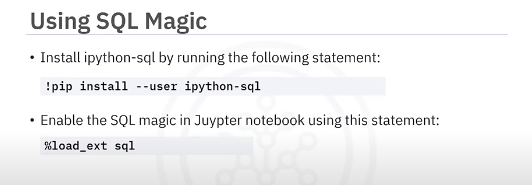 Using SQL Magic
• Install ipython-sql by running the following statement:
!pip install --user ipython-sql
• Enable the SQL magic in Juypter notebook using this statement:
%load_ext sql